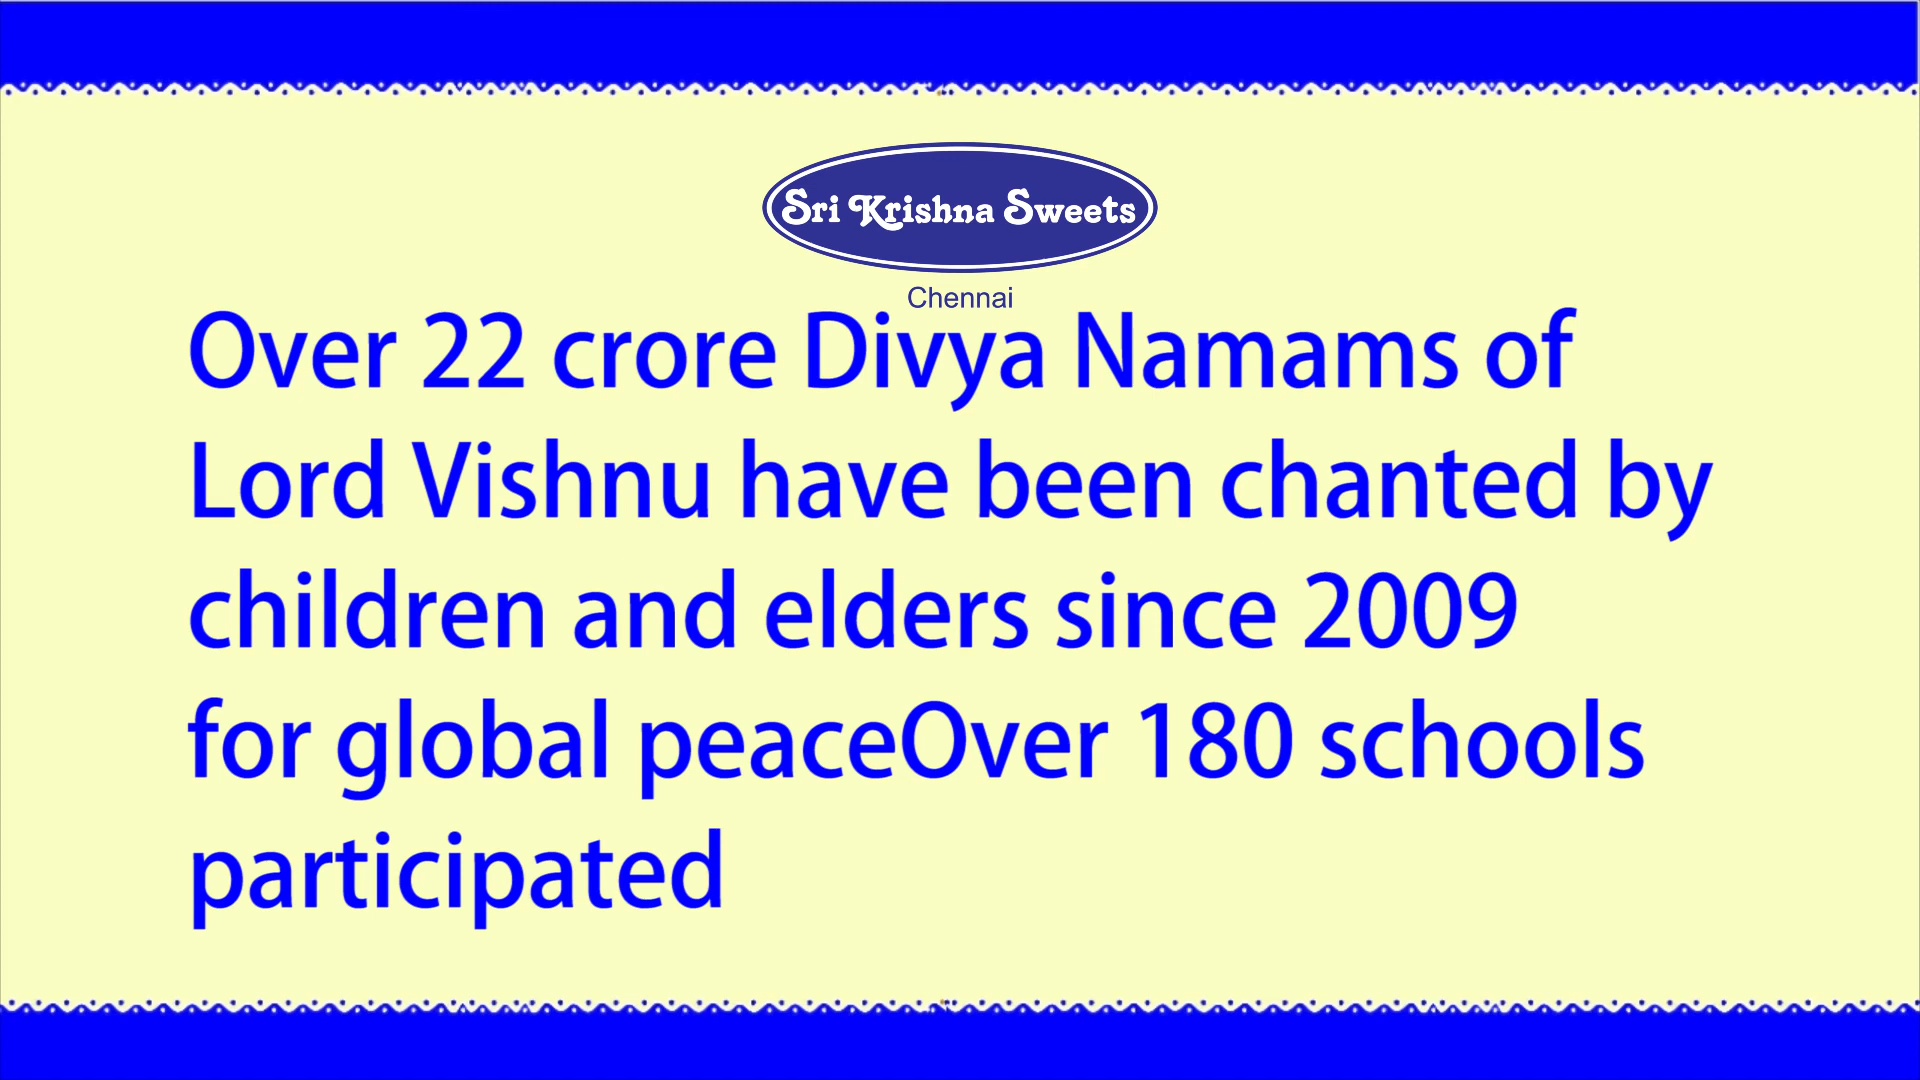 Sri Krishna Sweets
Chennai
Over 22 crore Divya Namams of
Lord Vishnu have been chanted by
children and elders since 2009
for global peaceOver 180 schools
participated